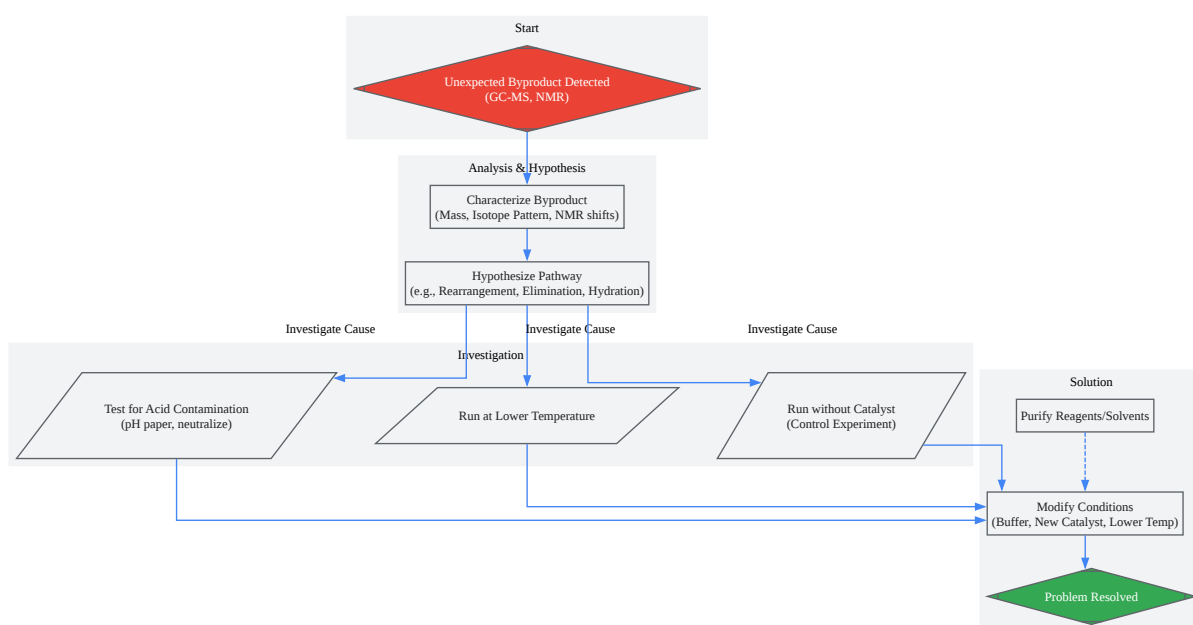 Start
Unexpected Byproduct Detected
(GC-MS, NMR)
Analysis & Hypothesis
Characterize Byproduct
(Mass, Isotope Pattern, NMR shifts)
Hypothesize Pathway
(e.g., Rearrangement, Elimination, Hydration)
Investigate Cause
Investigate Cause
Investigate Cause
Investigation
Test for Acid Contamination
(pH paper, neutralize)
Run at Lower Temperature
Run without Catalyst
(Control Experiment)
Solution
Purify Reagents/Solvents
Modify Conditions
(Buffer, New Catalyst, Lower Temp)
Problem Resolved